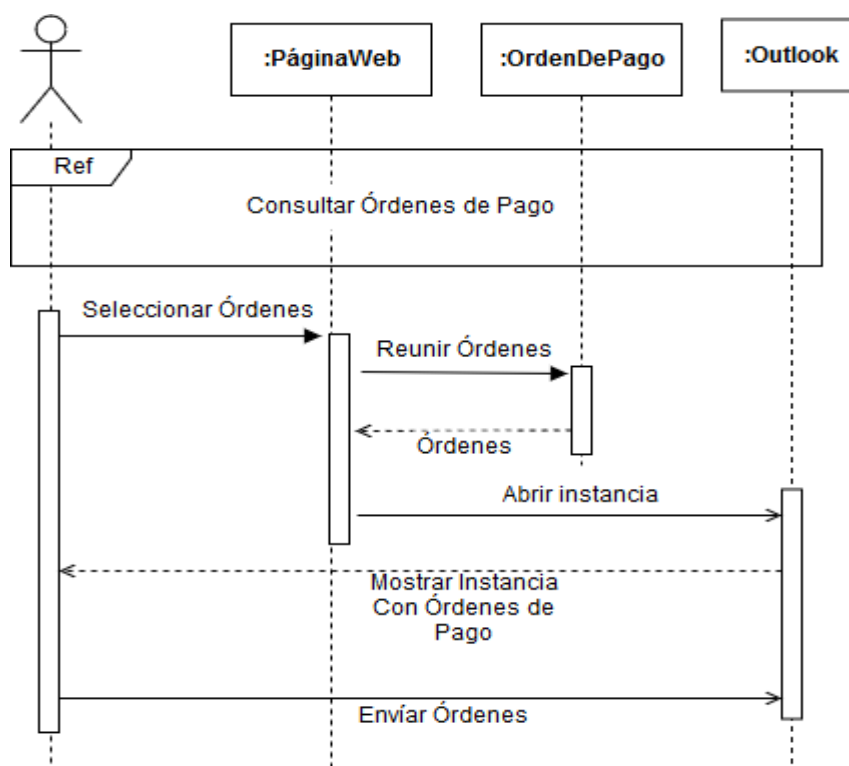 :PáginaWeb
:OrdenDePago
:Outlook
Ref
Consultar Órdenes de Pago
Seleccionar Órdenes
Reunir Órdenes
Órdenes
Abrir instancia
Mostrar Instancia
Con Órdenes de
Pago
Envíar Órdenes